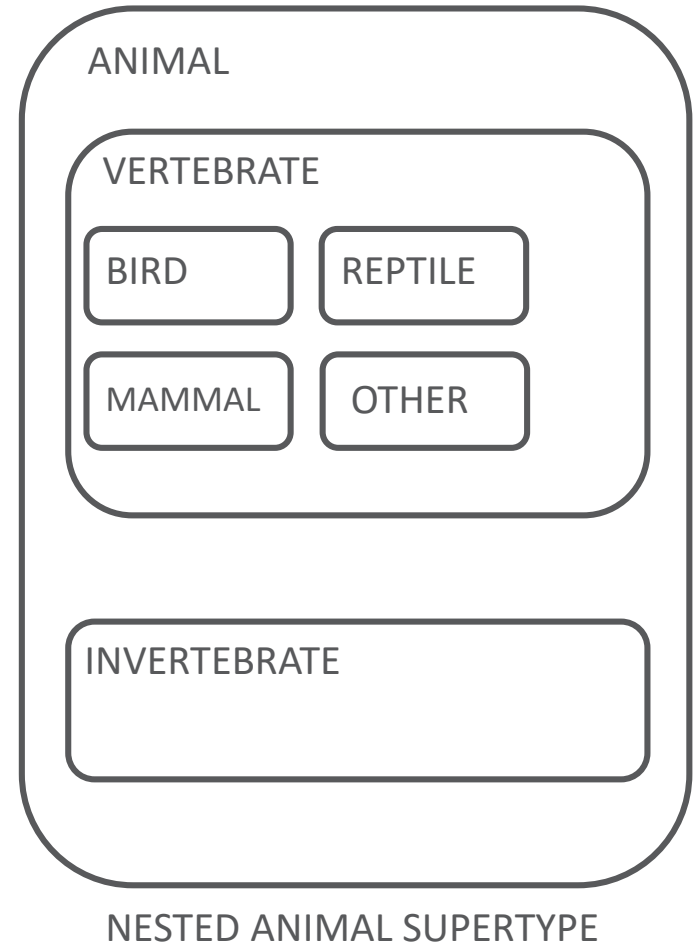 ANIMAL
VERTEBRATE
BIRD
REPTILE
MAMMAL
OTHER
INVERTEBRATE
NESTED ANIMAL SUPERTYPE